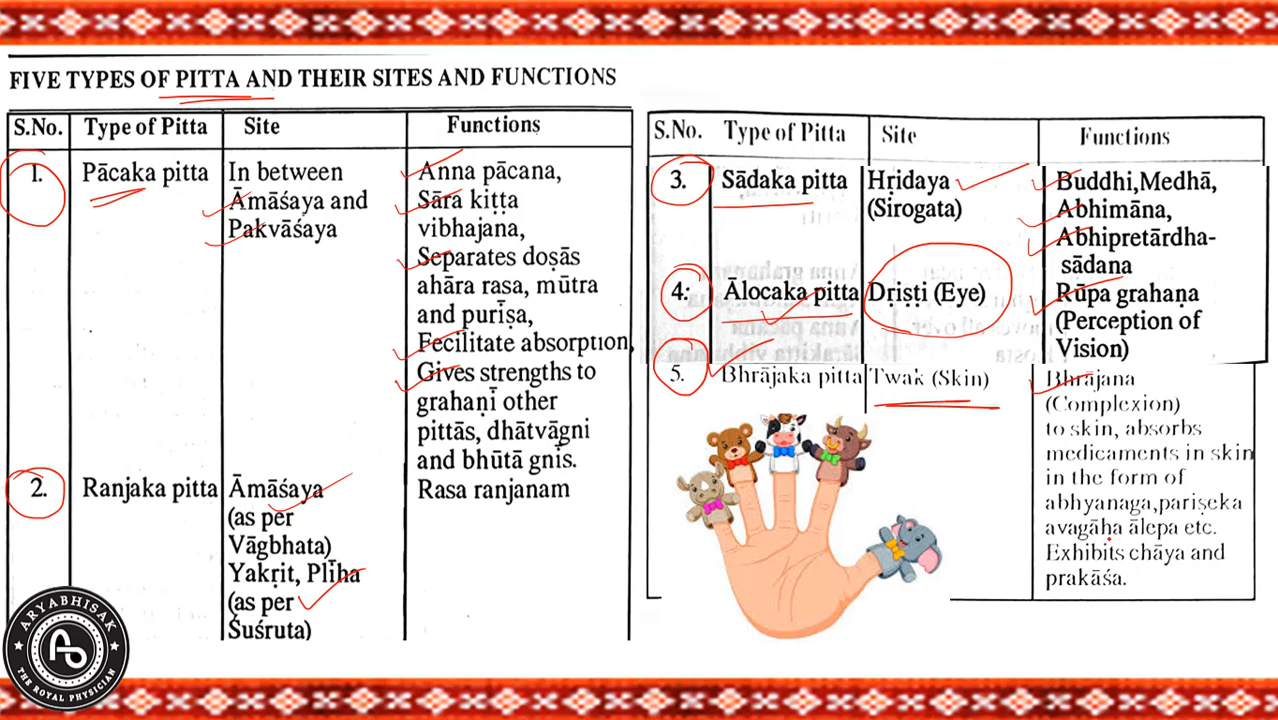 FIVE TYPES OF PITTA AND THEIR SITES AND FUNCTIONS
S.No. Type of Pitta Site Functions
1. Pācaka pitta In between Anna pācana,
Āmāśaya and Sāra kiṭṭa
Pakvāśaya vibhajana,
Separates doṣās
ahāra rasa, mūtra
and purīṣa,
Fecilitate absorption,
Gives strengths to
grahaṇī other
pittās, dhātvāgni
and bhūtā gnīs.
2. Ranjaka pitta Āmāśaya Rasa ranjanam
(as per
Vāgbhata)
Yakṛit, Plīha
(as per
Śuśruta)
S.No. Type of Pitta Site Functions
3. Sādaka pitta Hṛidaya Buddhi,Medhā,
(Sirogata) Abhimāna,
Abhipretārdha-
sādana
4: Ālocaka pitta Dṛiṣṭi (Eye) Rūpa grahaṇa
(Perception of
Vision)
5. Bhrājaka pitta Twak (Skin) Bhrājana
(Complexion)
to skin, absorbs
medicaments in skin
in the form of
abhyanaga,pariṣeka
avagāḥa ālepa etc.
Exhibits chāya and
prakāśa.
ARYABHISAK
THE ROYAL PHYSICIAN